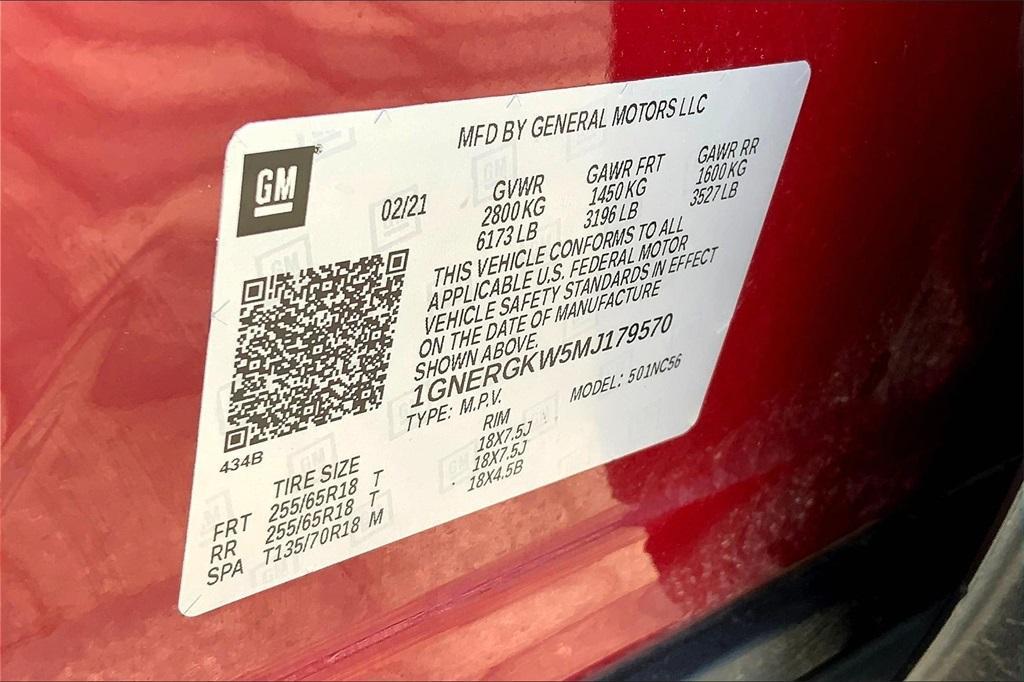 MFD BY GENERAL MOTORS LLC
GM®
02/21 GVWR GAWR FRT GAWR RR
2800KG 1450 KG 1600 KG
6173 LB 3196 LB 3527 LB
THIS VEHICLE CONFORMS TO ALL
APPLICABLE U.S. FEDERAL MOTOR
VEHICLE SAFETY STANDARDS IN EFFECT
ON THE DATE OF MANUFACTURE
SHOWN ABOVE.
1GNERGKW5MJ179570
TYPE: M.P.V. MODEL: 501NC56
434B
TIRE SIZE RIM
FRT 255/65R18 T 18X7.5J
RR 255/65R18 T 18X7.5J
SPA T135/70R18 M 18X4.5B